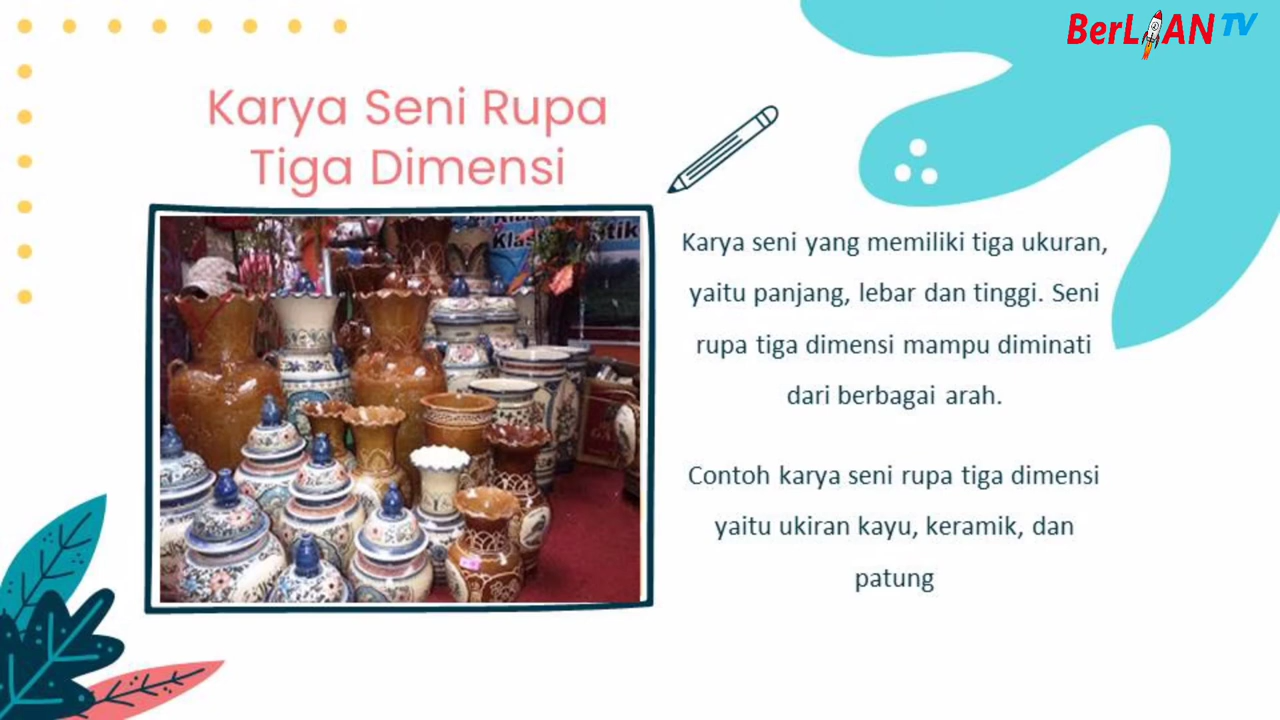 BerLIAN TV
Karya Seni Rupa
Tiga Dimensi
Karya seni yang memiliki tiga ukuran,
yaitu panjang, lebar dan tinggi. Seni
rupa tiga dimensi mampu diminati
dari berbagai arah.
Contoh karya seni rupa tiga dimensi
yaitu ukiran kayu, keramik, dan
patung